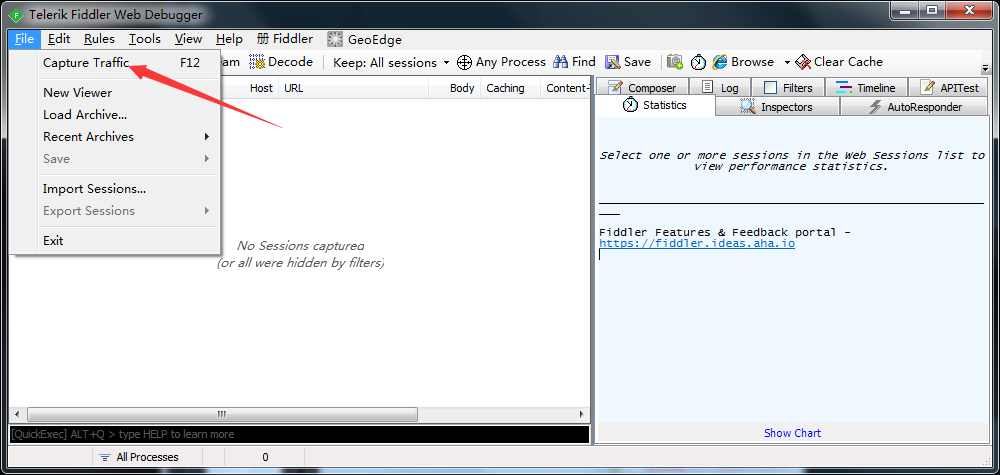 Telerik Fiddler Web Debugger
File Edit Rules Tools View Help 册 Fiddler GeoEdge
Capture Traffic F12
New Viewer
Load Archive...
Recent Archives
Save
Import Sessions...
Export Sessions
Exit
am Decode Keep: All sessions Any Process Find Save Browse Clear Cache
Host URL Body Caching Content-T
No Sessions captured
(or all were hidden by filters)
Composer Log Filters Timeline APITest
Statistics Inspectors AutoResponder
Select one or more sessions in the Web Sessions list to
view performance statistics.
Fiddler Features & Feedback portal -
https://fiddler.ideas.aha.io
Show Chart
[QuickExec] ALT+Q > type HELP to learn more
All Processes 0